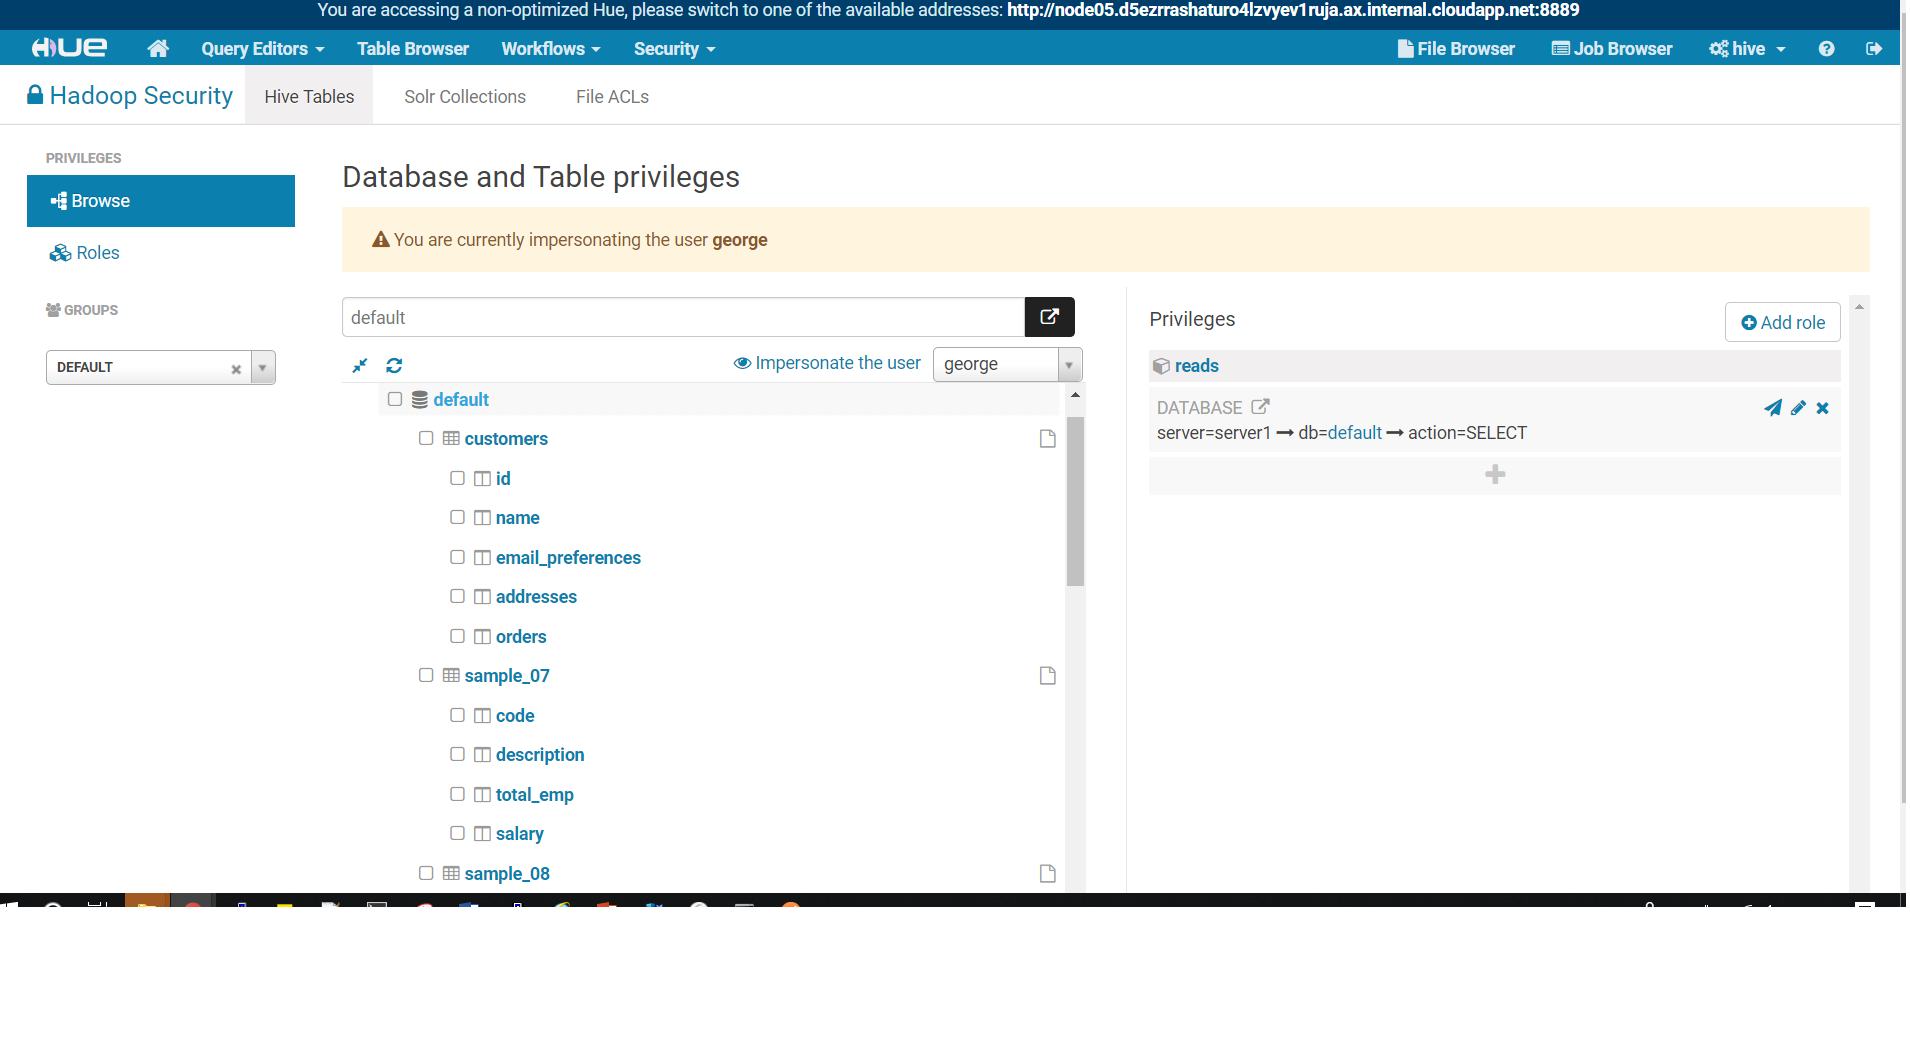 You are accessing a non-optimized Hue, please switch to one of the available addresses: http://node05.d5ezrrashaturo4lzvyev1ruja.ax.internal.cloudapp.net:8889
HUE Query Editors Table Browser Workflows Security File Browser Job Browser hive
Hadoop Security Hive Tables Solr Collections File ACLs
PRIVILEGES
Browse
Roles
GROUPS
DEFAULT
Database and Table privileges
You are currently impersonating the user george
default
Impersonate the user george
default
customers
id
name
email_preferences
addresses
orders
sample_07
code
description
total_emp
salary
sample_08
Privileges
Add role
reads
DATABASE
server=server1 → db=default → action=SELECT